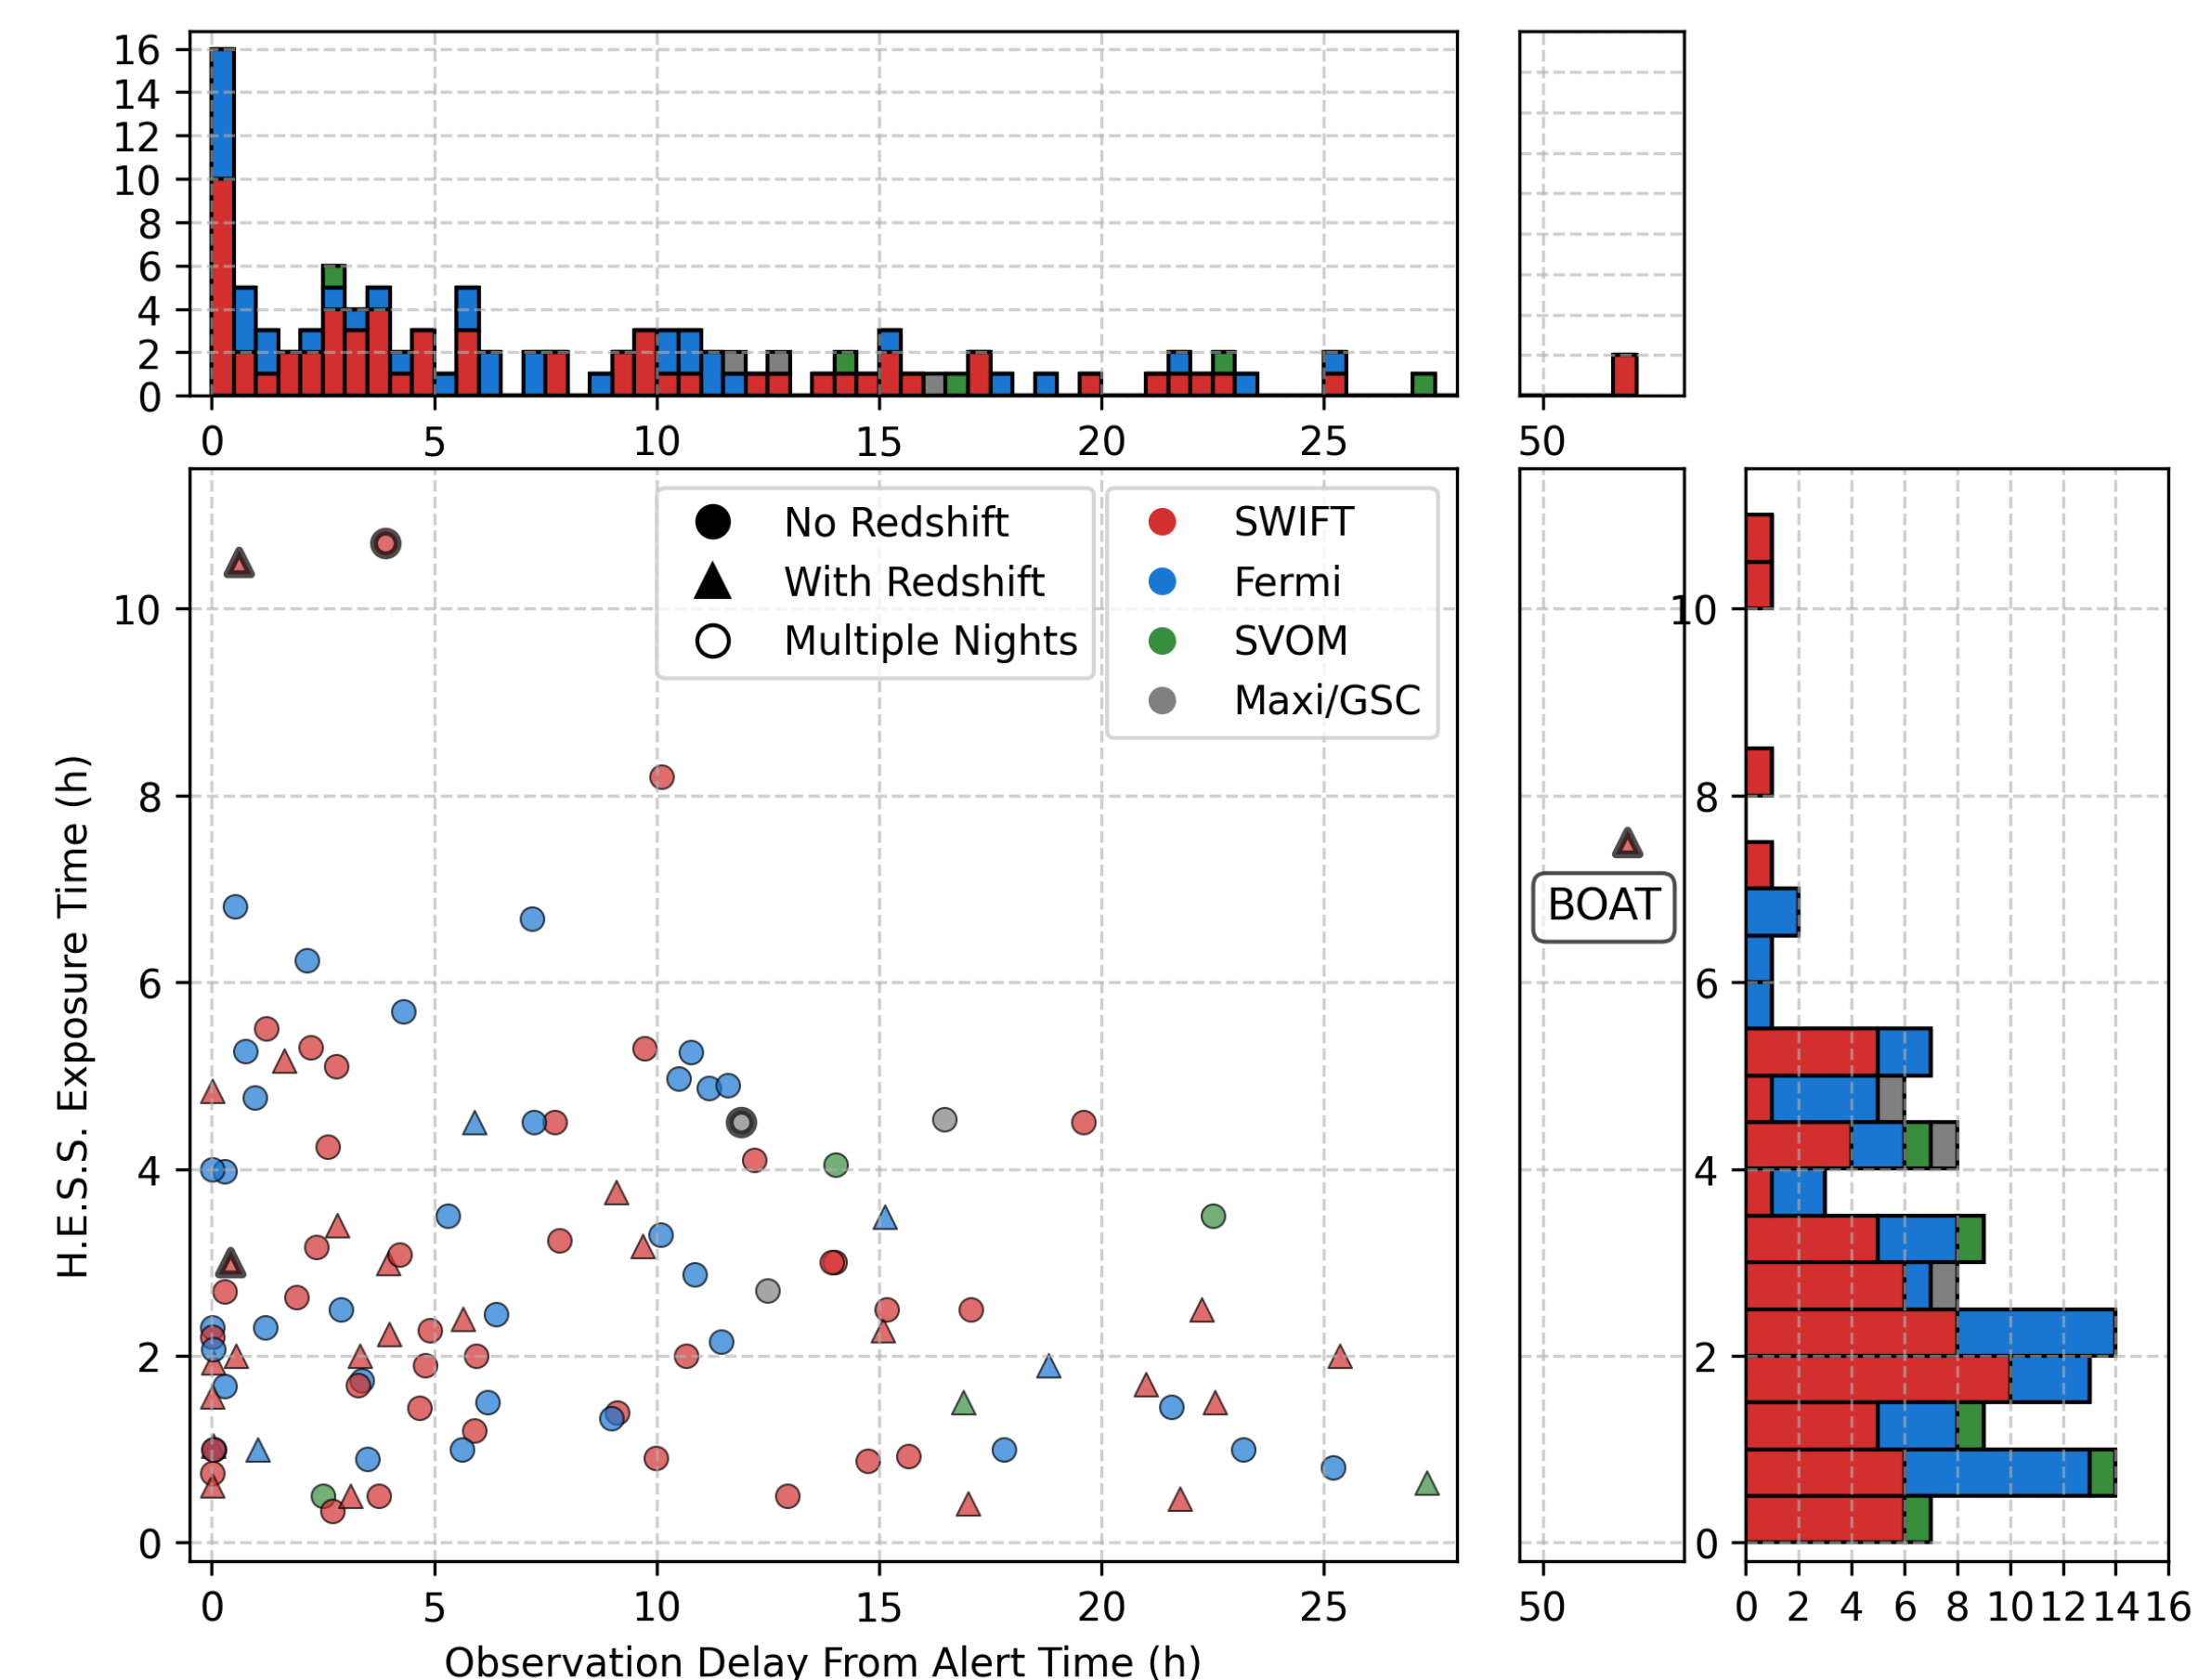 16
14
12
10
8
6
4
2
0
0 5 10 15 20 25 50
No Redshift
With Redshift
Multiple Nights
SWIFT
Fermi
SVOM
Maxi/GSC
BOAT
H.E.S.S. Exposure Time (h)
10
8
6
4
2
0
10
8
6
4
2
0
0 5 10 15 20 25 50
0 2 4 6 8 10 12 14 16
Observation Delay From Alert Time (h)